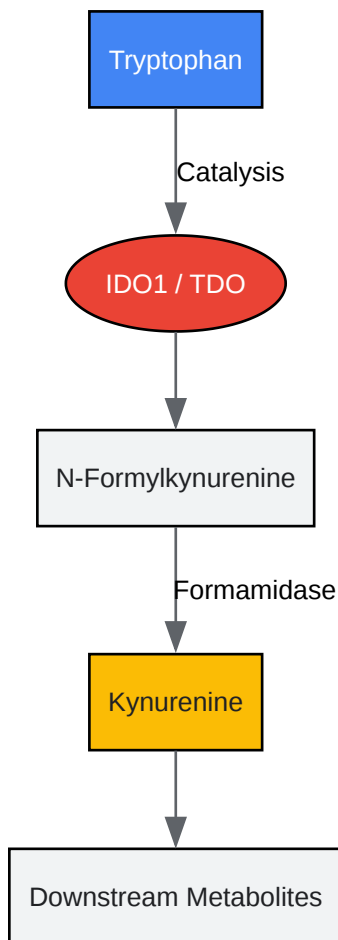 Tryptophan
Catalysis
IDO1 / TDO
N-Formylkynurenine
Formamidase
Kynurenine
Downstream Metabolites